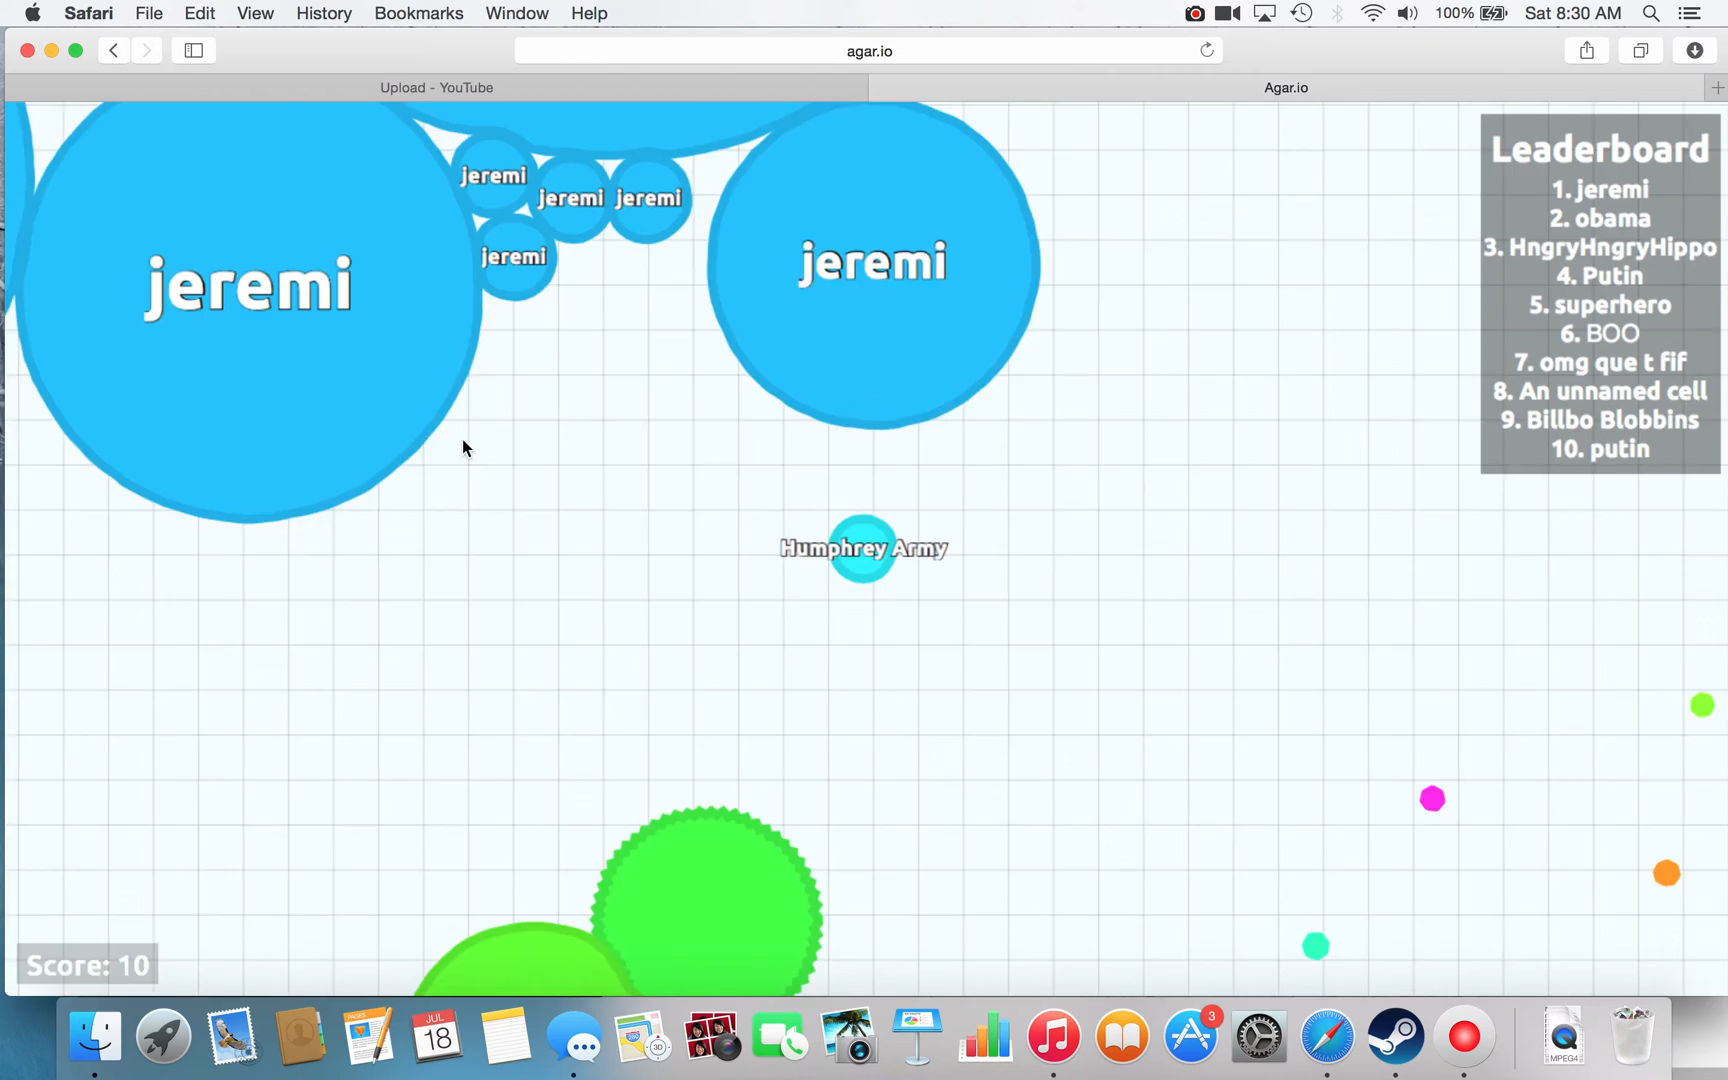 Safari File Edit View History Bookmarks Window Help 100% Sat 8:30 AM
agar.io
Upload - YouTube Agar.io
Leaderboard
1. jeremi
2. obama
3. HngryHngryHippo
4. Putin
5. superhero
6. BOO
7. omg que t fif
8. An unnamed cell
9. Billbo Blobbins
10. putin
jeremi
jeremi jeremi
jeremi
jeremi
jeremi
Humphrey Army
Score: 10
PAGES
JUL
18
3D
3
MPEG4